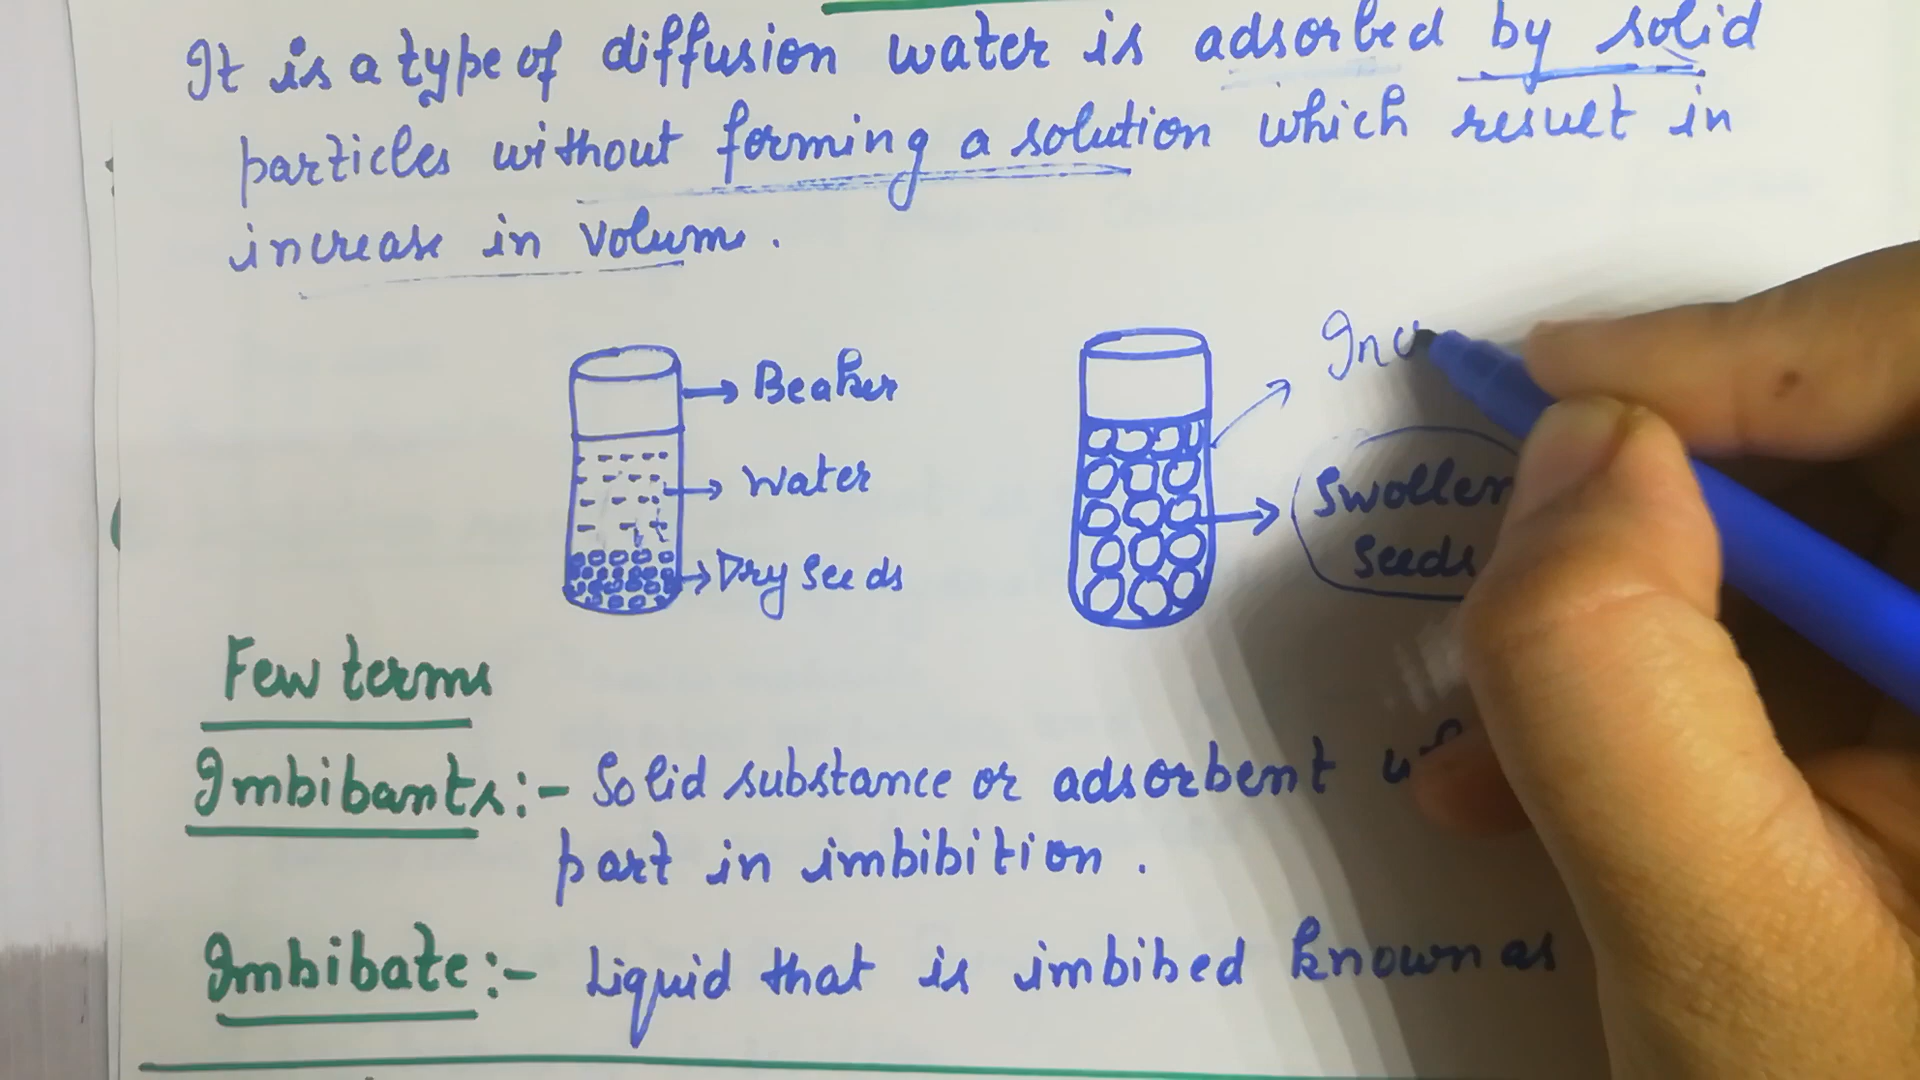 It is a type of diffusion water is adsorbed by solid
particles without forming a solution which result in
increase in volume.
Beaker
Water
Dry seeds
Swollen
seeds
Few terms
Imbibants:- Solid substance or adsorbent
part in imbibition.
Imbibate:- Liquid that is imbibed known as